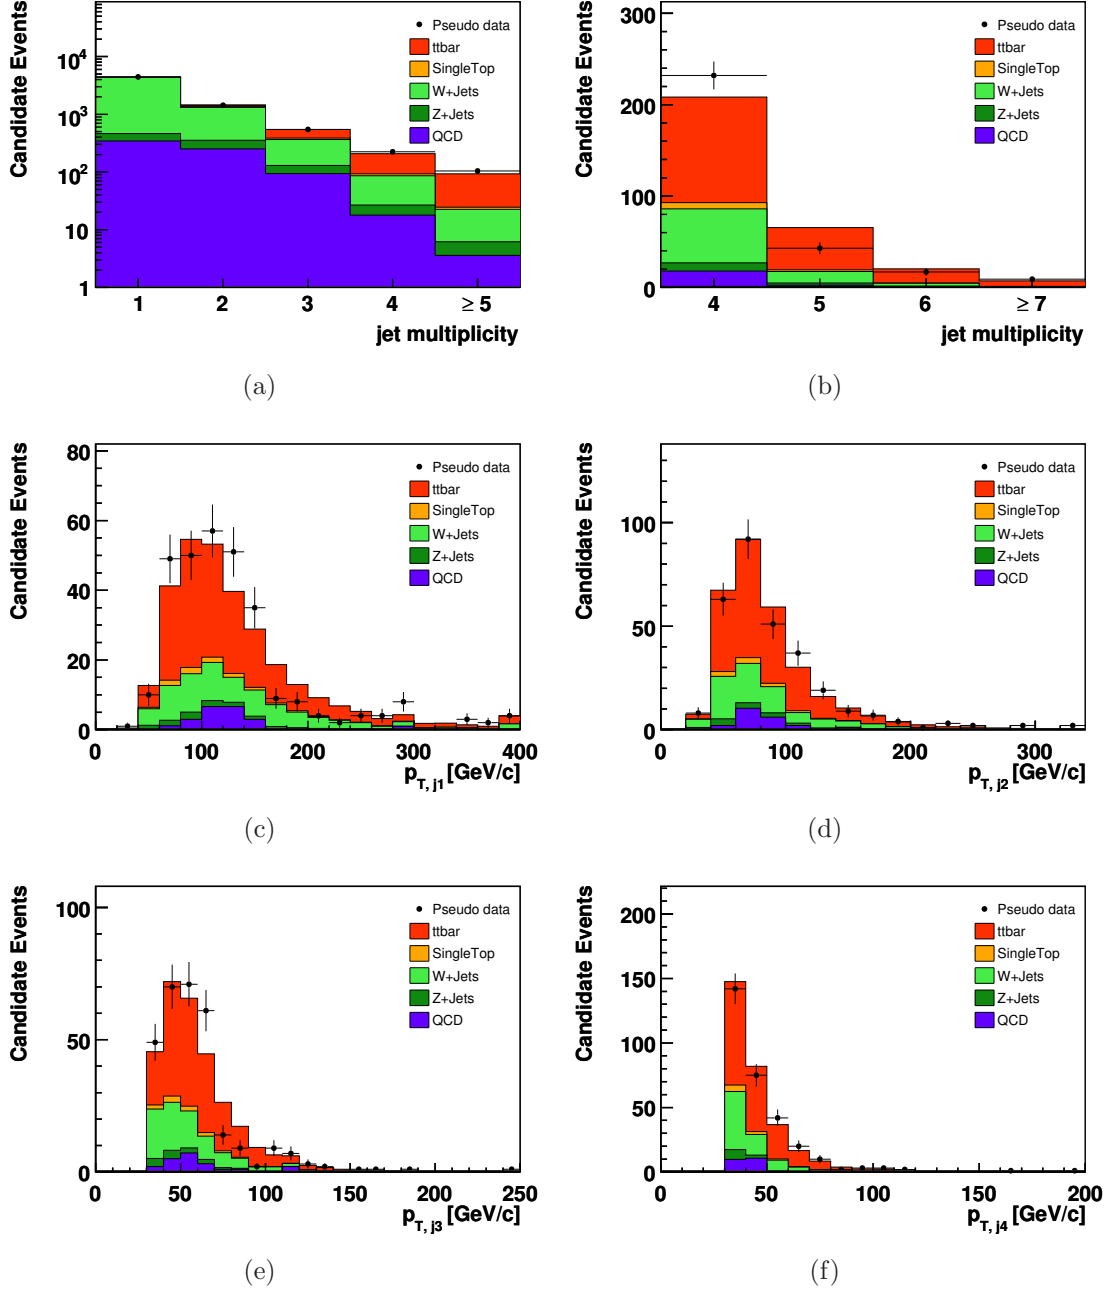 Candidate Events
10^4
10^3
10^2
10
1
1 2 3 4 ≥ 5
jet multiplicity
Pseudo data
ttbar
SingleTop
W+Jets
Z+Jets
QCD
(a)
Candidate Events
300
200
100
0
4 5 6 ≥ 7
jet multiplicity
Pseudo data
ttbar
SingleTop
W+Jets
Z+Jets
QCD
(b)
Candidate Events
80
60
40
20
0
0 100 200 300 400
p_{T, j1} [GeV/c]
Pseudo data
ttbar
SingleTop
W+Jets
Z+Jets
QCD
(c)
Candidate Events
100
50
0
0 100 200 300
p_{T, j2} [GeV/c]
Pseudo data
ttbar
SingleTop
W+Jets
Z+Jets
QCD
(d)
Candidate Events
100
50
0
0 50 100 150 200 250
p_{T, j3} [GeV/c]
Pseudo data
ttbar
SingleTop
W+Jets
Z+Jets
QCD
(e)
Candidate Events
200
150
100
50
0
0 50 100 150 200
p_{T, j4} [GeV/c]
Pseudo data
ttbar
SingleTop
W+Jets
Z+Jets
QCD
(f)